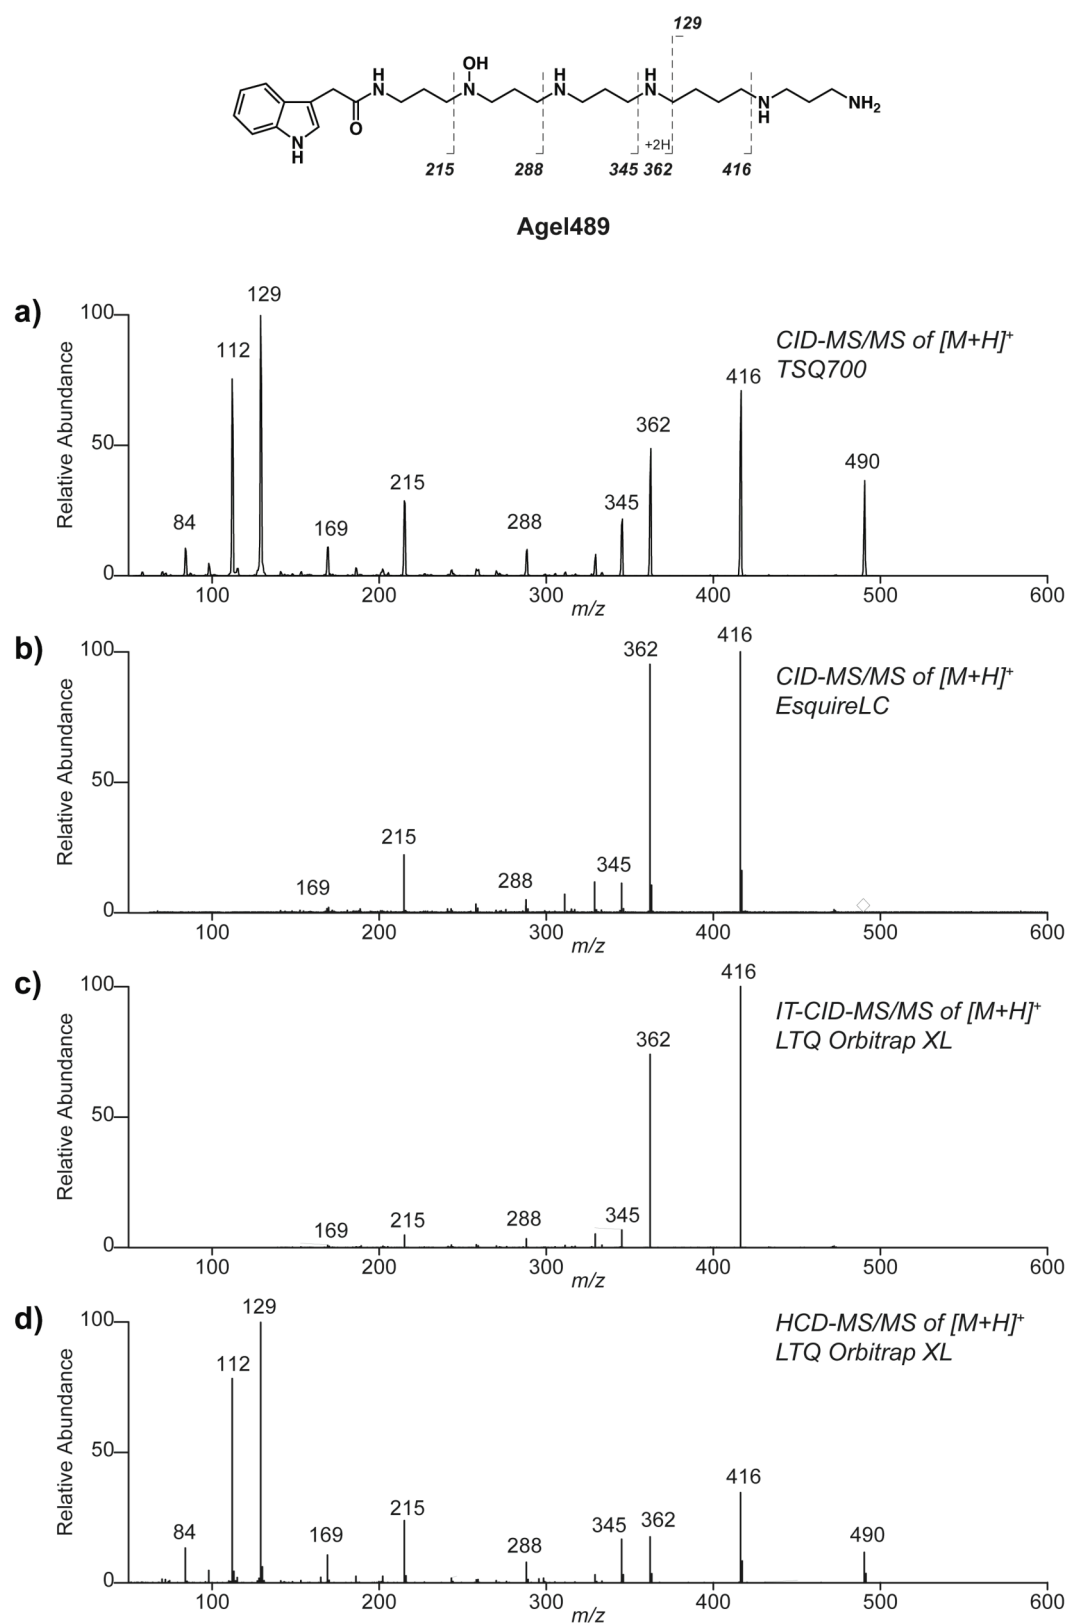 129
OH
H
N
N
H
N
H
N
N
H
NH2
O
N
H
+2H
215 288 345 362 416
AgeI489
a)
Relative Abundance
100
50
0
84
112
129
169
215
288
345
362
416
490
CID-MS/MS of [M+H]+
TSQ700
100 200 300 400 500 600
m/z
b)
Relative Abundance
100
50
0
169
215
288
345
362
416
CID-MS/MS of [M+H]+
EsquireLC
100 200 300 400 500 600
m/z
c)
Relative Abundance
100
50
0
169
215
288
345
362
416
IT-CID-MS/MS of [M+H]+
LTQ Orbitrap XL
100 200 300 400 500 600
m/z
d)
Relative Abundance
100
50
0
84
112
129
169
215
288
345
362
416
490
HCD-MS/MS of [M+H]+
LTQ Orbitrap XL
100 200 300 400 500 600
m/z